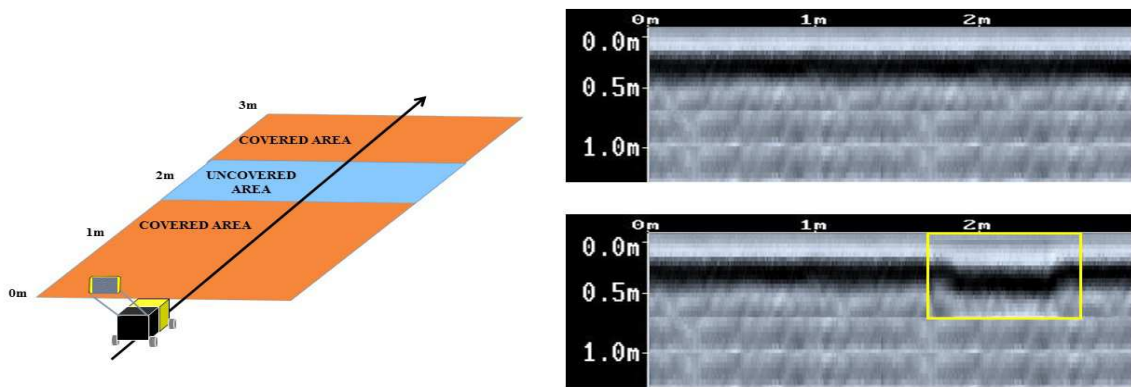 3m
COVERED AREA
2m
UNCOVERED
AREA
1m
COVERED AREA
0m
0m 1m 2m
0.0m
0.5m
1.0m
0m 1m 2m
0.0m
0.5m
1.0m